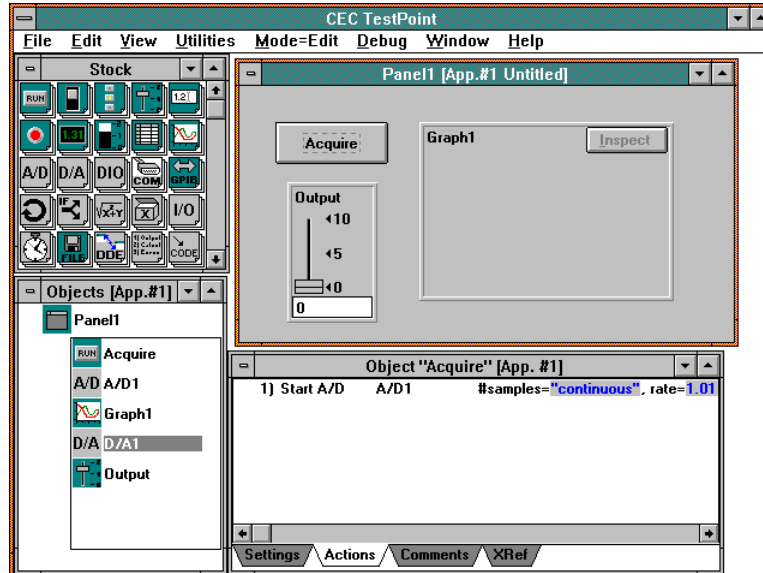 CEC TestPoint
File Edit View Utilities Mode=Edit Debug Window Help
Stock
RUN 1.2
1.31
A/D D/A DIO COM GPIB
IF √x+Y x I/O
FILE DDE CODE
Objects [App.#1]
Panel1
RUN Acquire
A/D A/D1
Graph1
D/A D/A1
Output
Panel1 [App.#1 Untitled]
Acquire
Graph1
Inspect
Output
10
5
0
0
Object "Acquire" [App. #1]
1) Start A/D A/D1 #samples="continuous", rate=1.01
Settings Actions Comments XRef